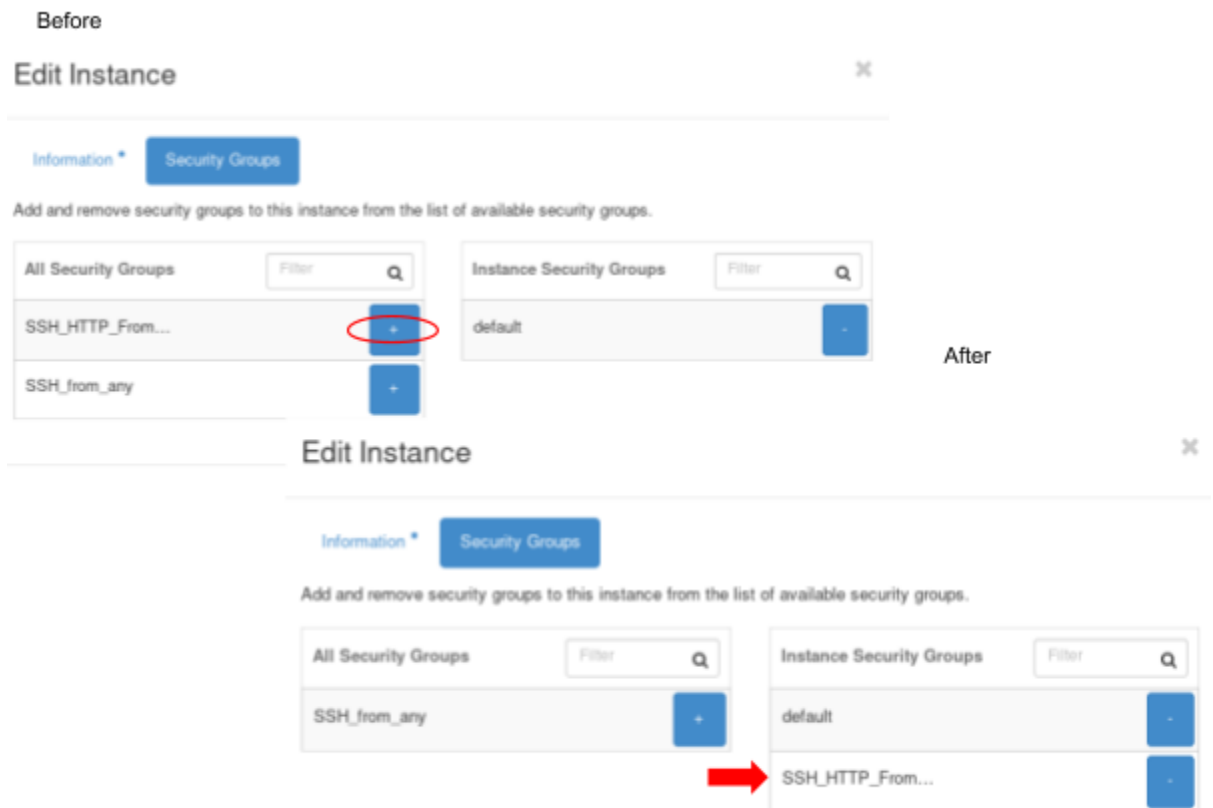 Before
Edit Instance ×
Information * Security Groups
Add and remove security groups to this instance from the list of available security groups.
All Security Groups Filter Instance Security Groups Filter
SSH_HTTP_From... + default -
After
SSH_from_any +
Edit Instance ×
Information * Security Groups
Add and remove security groups to this instance from the list of available security groups.
All Security Groups Filter Instance Security Groups Filter
SSH_from_any + default -
SSH_HTTP_From... -